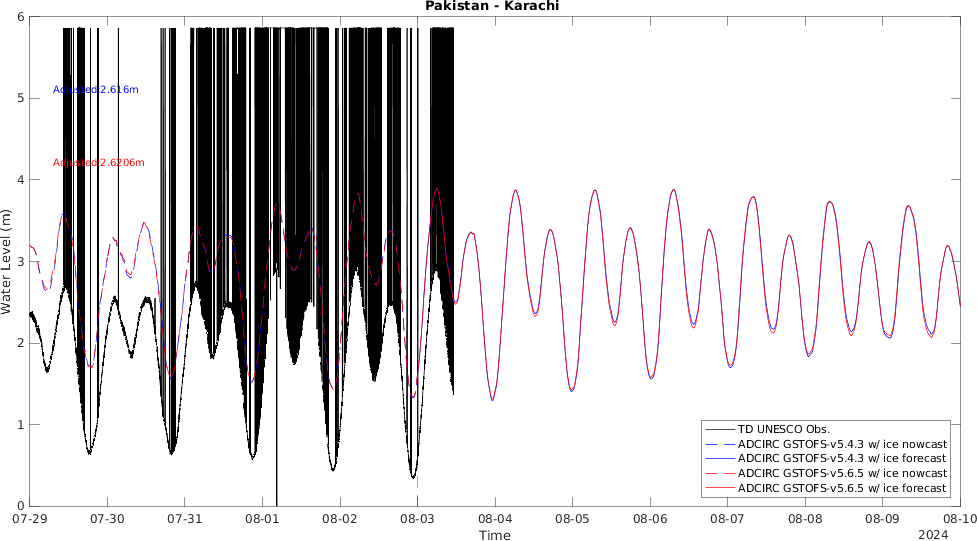 Pakistan - Karachi
6
Adjusted 2.616m
5
Adjusted 2.6206m
4
3
2
1
0
Water Level (m)
TD UNESCO Obs.
ADCIRC GSTOFS-v5.4.3 w/ ice nowcast
ADCIRC GSTOFS-v5.4.3 w/ ice forecast
ADCIRC GSTOFS-v5.6.5 w/ ice nowcast
ADCIRC GSTOFS-v5.6.5 w/ ice forecast
07-29 07-30 07-31 08-01 08-02 08-03 08-04 08-05 08-06 08-07 08-08 08-09 08-10
Time
2024